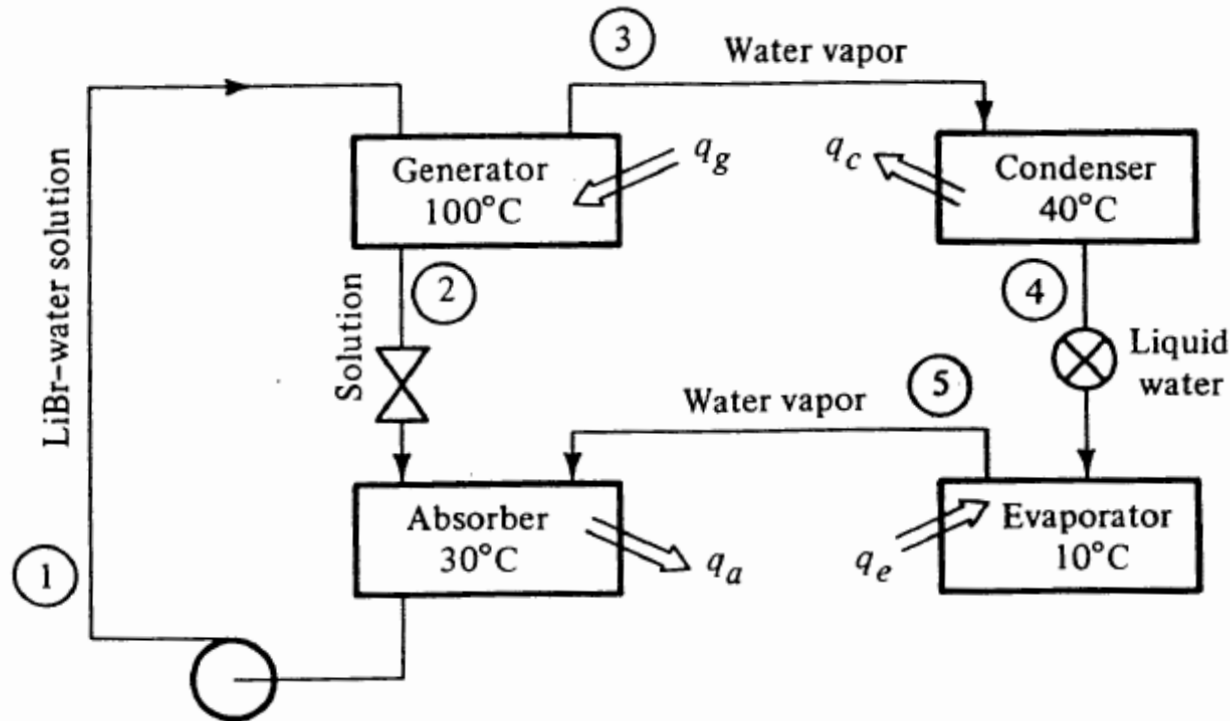 3
Water vapor
Generator
100°C
q_g
q_c
Condenser
40°C
LiBr–water solution
2
Solution
4
Liquid
water
5
Water vapor
Absorber
30°C
q_a
q_e
Evaporator
10°C
1